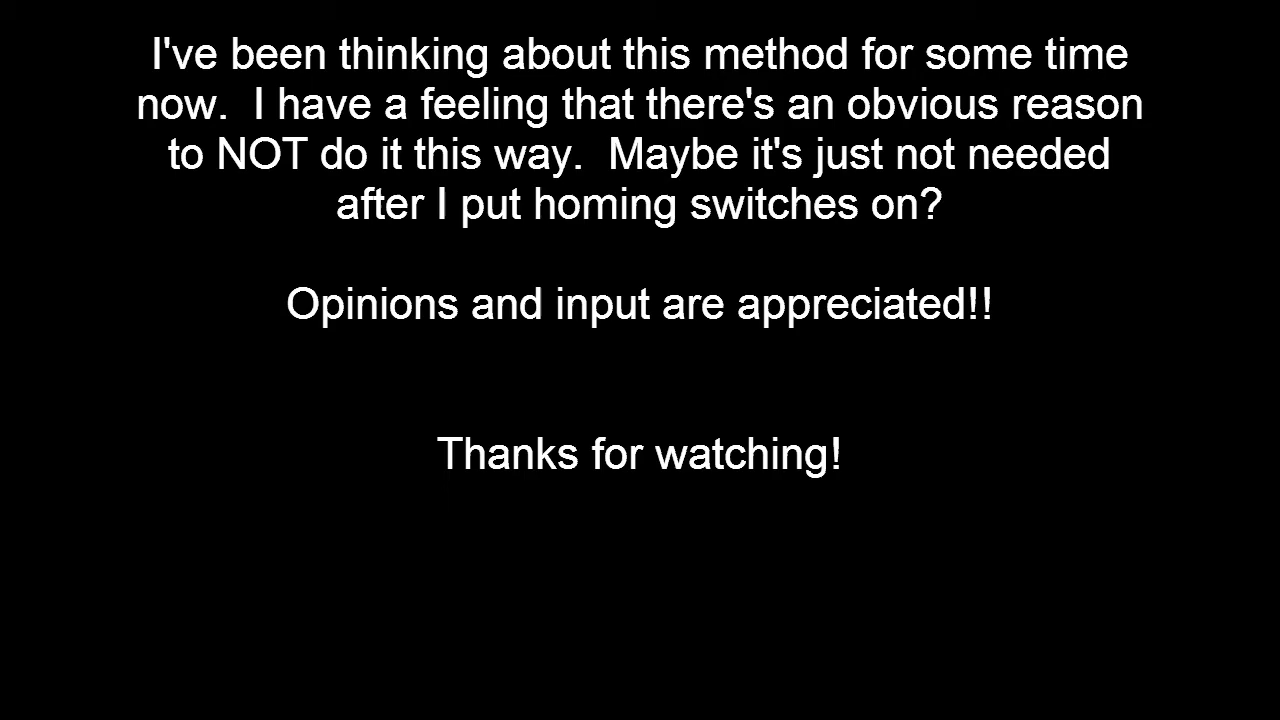 I've been thinking about this method for some time
now.  I have a feeling that there's an obvious reason
to NOT do it this way.  Maybe it's just not needed
after I put homing switches on?
Opinions and input are appreciated!!
Thanks for watching!